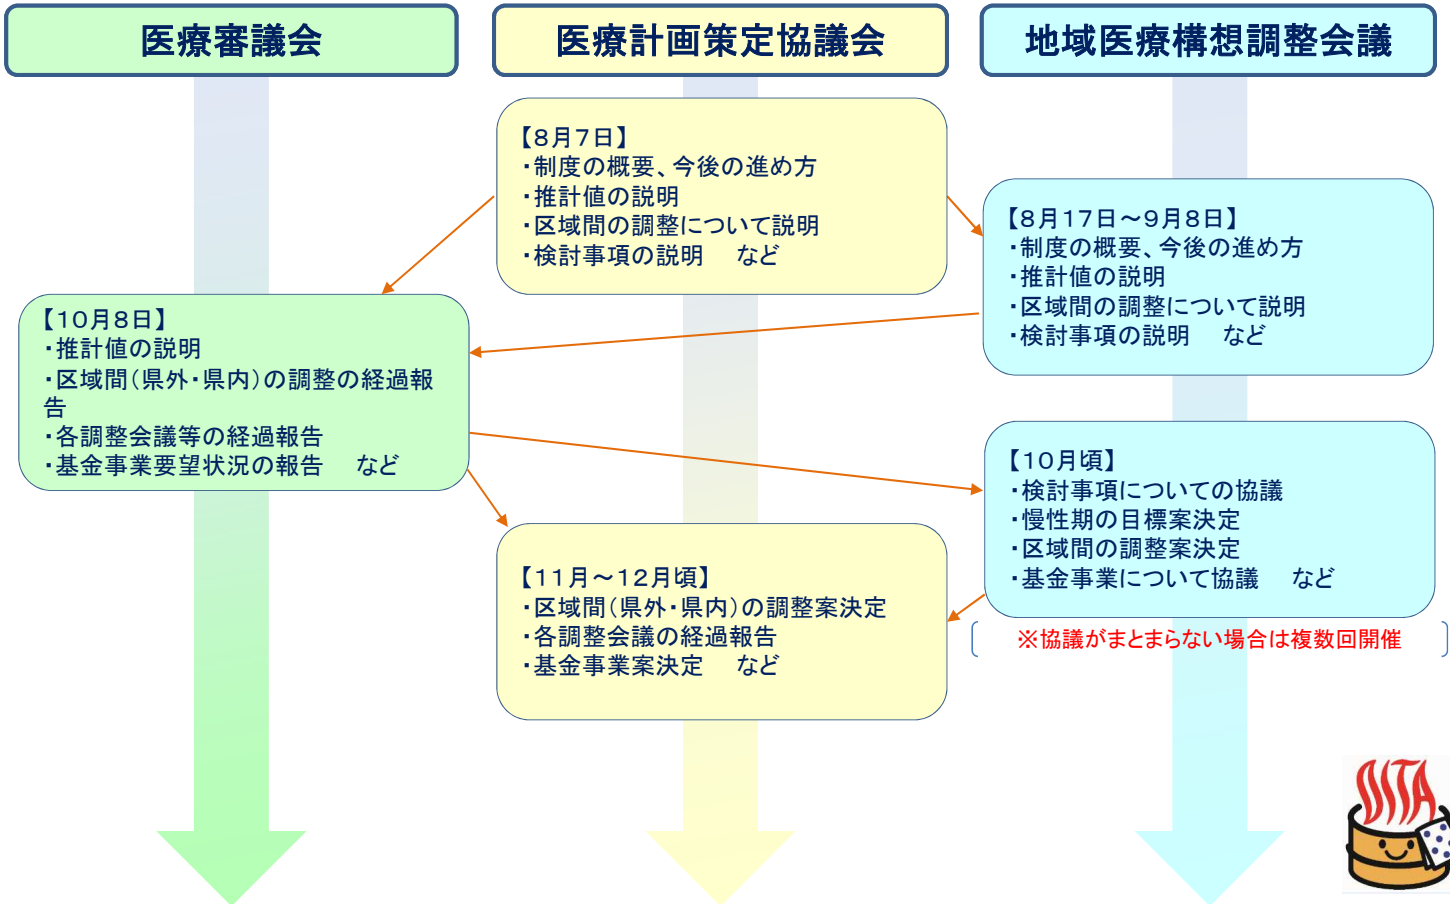 医療審議会
医療計画策定協議会
地域医療構想調整会議
【8月7日】
・制度の概要、今後の進め方
・推計値の説明
・区域間の調整について説明
・検討事項の説明　など
【8月17日～9月8日】
・制度の概要、今後の進め方
・推計値の説明
・区域間の調整について説明
・検討事項の説明　など
【10月8日】
・推計値の説明
・区域間（県外・県内）の調整の経過報
告
・各調整会議等の経過報告
・基金事業要望状況の報告　など
【10月頃】
・検討事項についての協議
・慢性期の目標案決定
・区域間の調整案決定
・基金事業について協議　など
※協議がまとまらない場合は複数回開催
【11月～12月頃】
・区域間（県外・県内）の調整案決定
・各調整会議の経過報告
・基金事業案決定　など
OITA